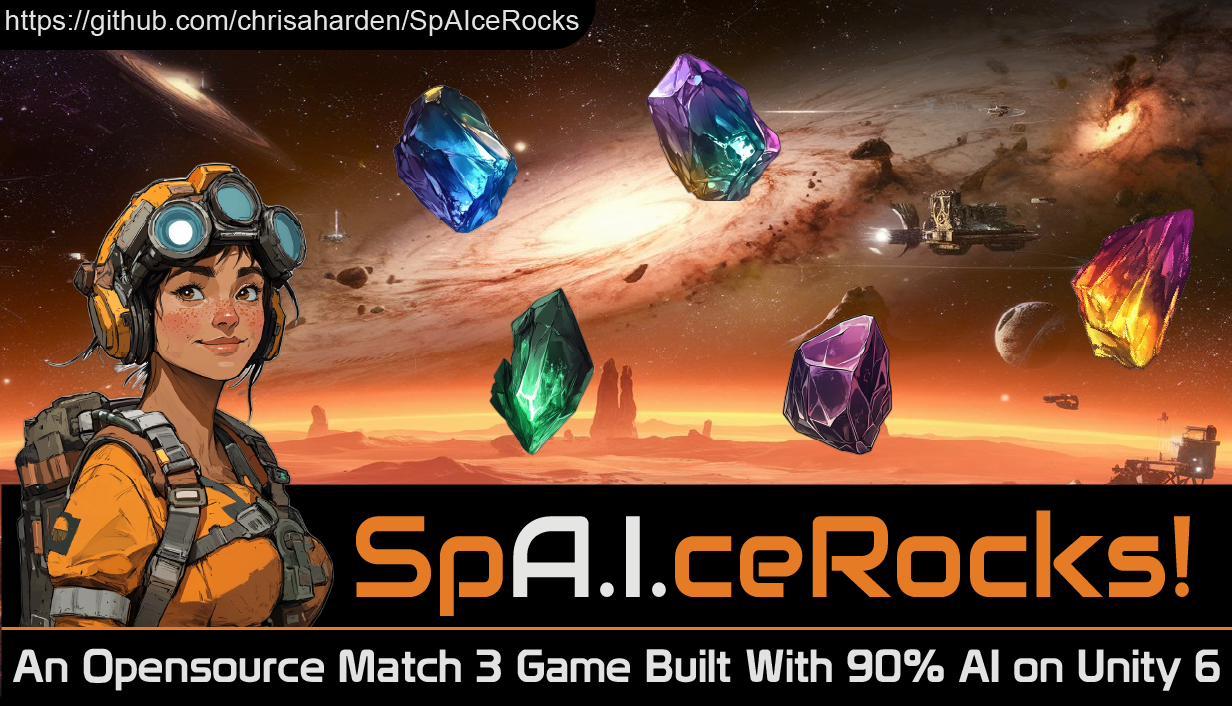 https://github.com/chrisaharden/SpAIceRocks
SpA.I.ceRocks!
An Opensource Match 3 Game Built With 90% AI on Unity 6